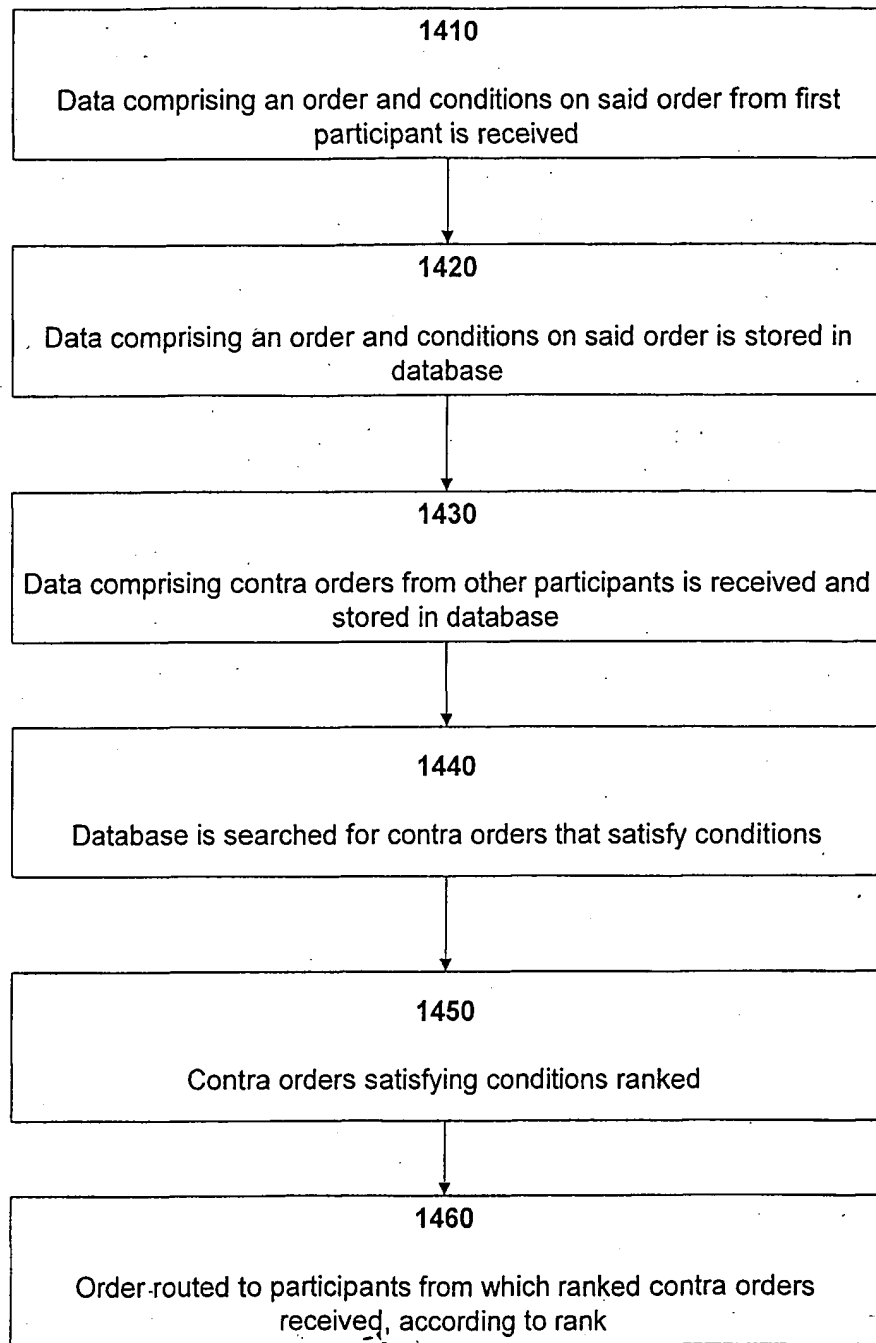 1410
Data comprising an order and conditions on said order from first
participant is received
1420
Data comprising an order and conditions on said order is stored in
database
1430
Data comprising contra orders from other participants is received and
stored in database
1440
Database is searched for contra orders that satisfy conditions
1450
Contra orders satisfying conditions ranked
1460
Order routed to participants from which ranked contra orders
received, according to rank